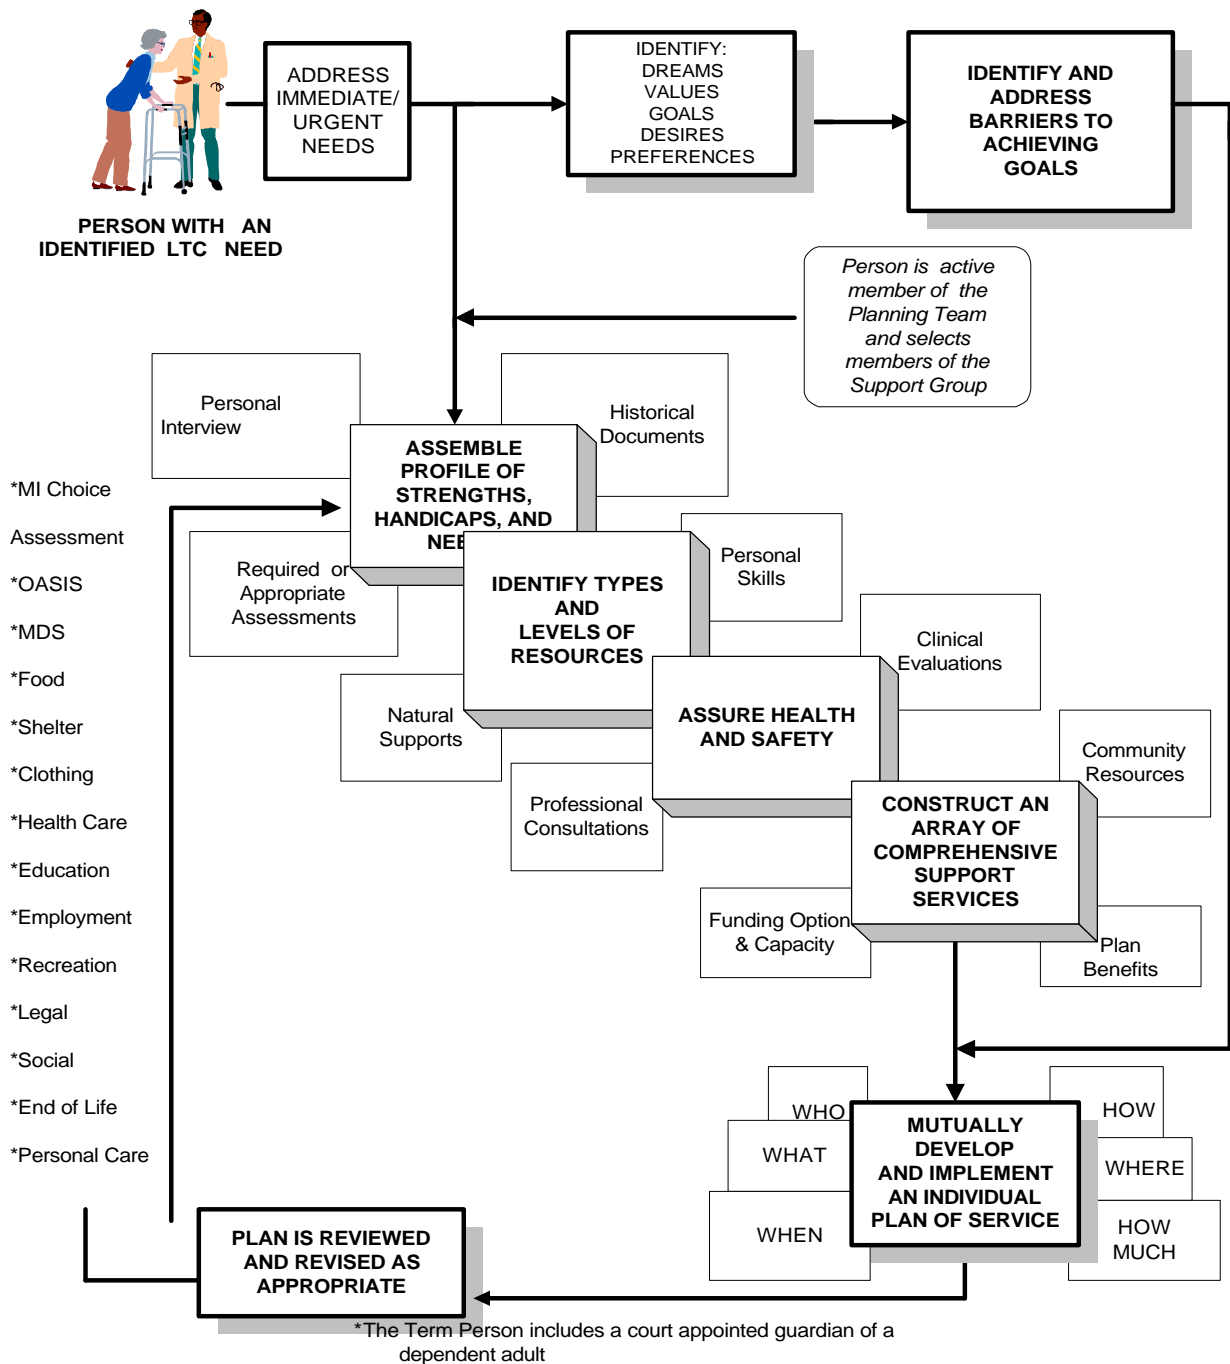 ADDRESS
IMMEDIATE/
URGENT
NEEDS
IDENTIFY:
DREAMS
VALUES
GOALS
DESIRES
PREFERENCES
IDENTIFY AND
ADDRESS
BARRIERS TO
ACHIEVING
GOALS
PERSON WITH AN
IDENTIFIED LTC NEED
Person is active
member of the
Planning Team
and selects
members of the
Support Group
Personal
Interview
Historical
Documents
ASSEMBLE
PROFILE OF
STRENGTHS,
HANDICAPS, AND
Required or
Appropriate
Assessments
Personal
Skills
IDENTIFY TYPES
AND
LEVELS OF
RESOURCES
Clinical
Evaluations
Natural
Supports
ASSURE HEALTH
AND SAFETY
Professional
Consultations
Community
Resources
CONSTRUCT AN
ARRAY OF
COMPREHENSIVE
SUPPORT
SERVICES
Funding Option
& Capacity
Plan
Benefits
*MI Choice
Assessment
*OASIS
*MDS
*Food
*Shelter
*Clothing
*Health Care
*Education
*Employment
*Recreation
*Legal
*Social
*End of Life
*Personal Care
WHO
WHAT
WHEN
MUTUALLY
DEVELOP
AND IMPLEMENT
AN INDIVIDUAL
PLAN OF SERVICE
HOW
WHERE
HOW
MUCH
PLAN IS REVIEWED
AND REVISED AS
APPROPRIATE
*The Term Person includes a court appointed guardian of a
dependent adult